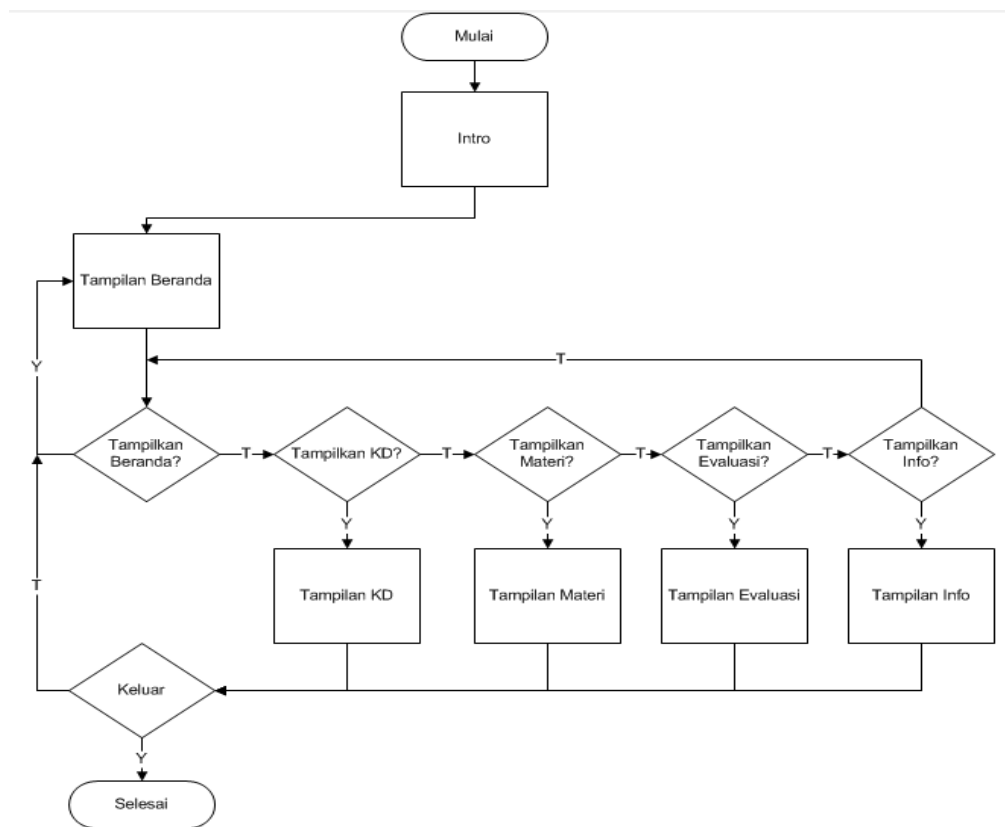 Mulai
Intro
Tampilan Beranda
T
Y
Tampilkan
Beranda?
T
Tampilkan KD?
T
Tampilkan
Materi?
T
Tampilkan
Evaluasi?
T
Tampilkan
Info?
Y
Y
Y
Y
T
Tampilan KD
Tampilan Materi
Tampilan Evaluasi
Tampilan Info
Keluar
Y
Selesai